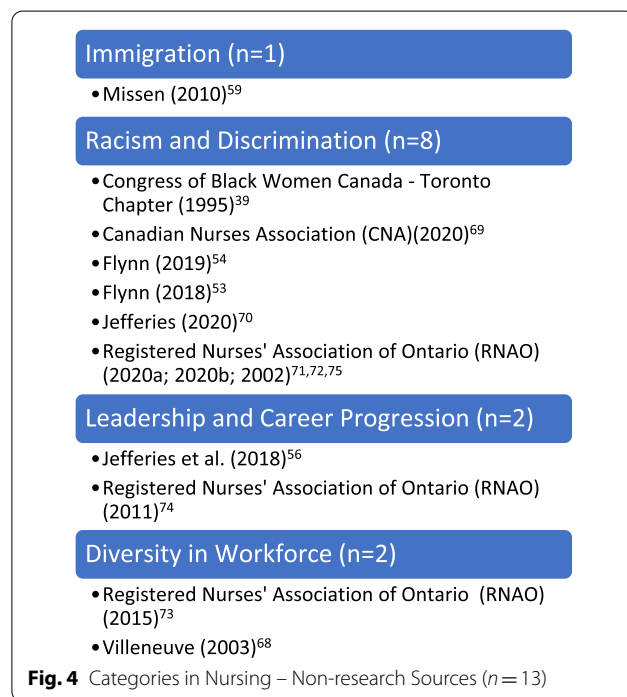 Immigration (n=1)
•Missen (2010)59
Racism and Discrimination (n=8)
•Congress of Black Women Canada - Toronto
Chapter (1995)39
•Canadian Nurses Association (CNA)(2020)69
•Flynn (2019)54
•Flynn (2018)53
•Jefferies (2020)70
•Registered Nurses' Association of Ontario (RNAO)
(2020a; 2020b; 2002)71,72,75
Leadership and Career Progression (n=2)
•Jefferies et al. (2018)56
•Registered Nurses' Association of Ontario (RNAO)
(2011)74
Diversity in Workforce (n=2)
•Registered Nurses' Association of Ontario (RNAO)
(2015)73
•Villeneuve (2003)68
Fig. 4 Categories in Nursing – Non-research Sources (n = 13)